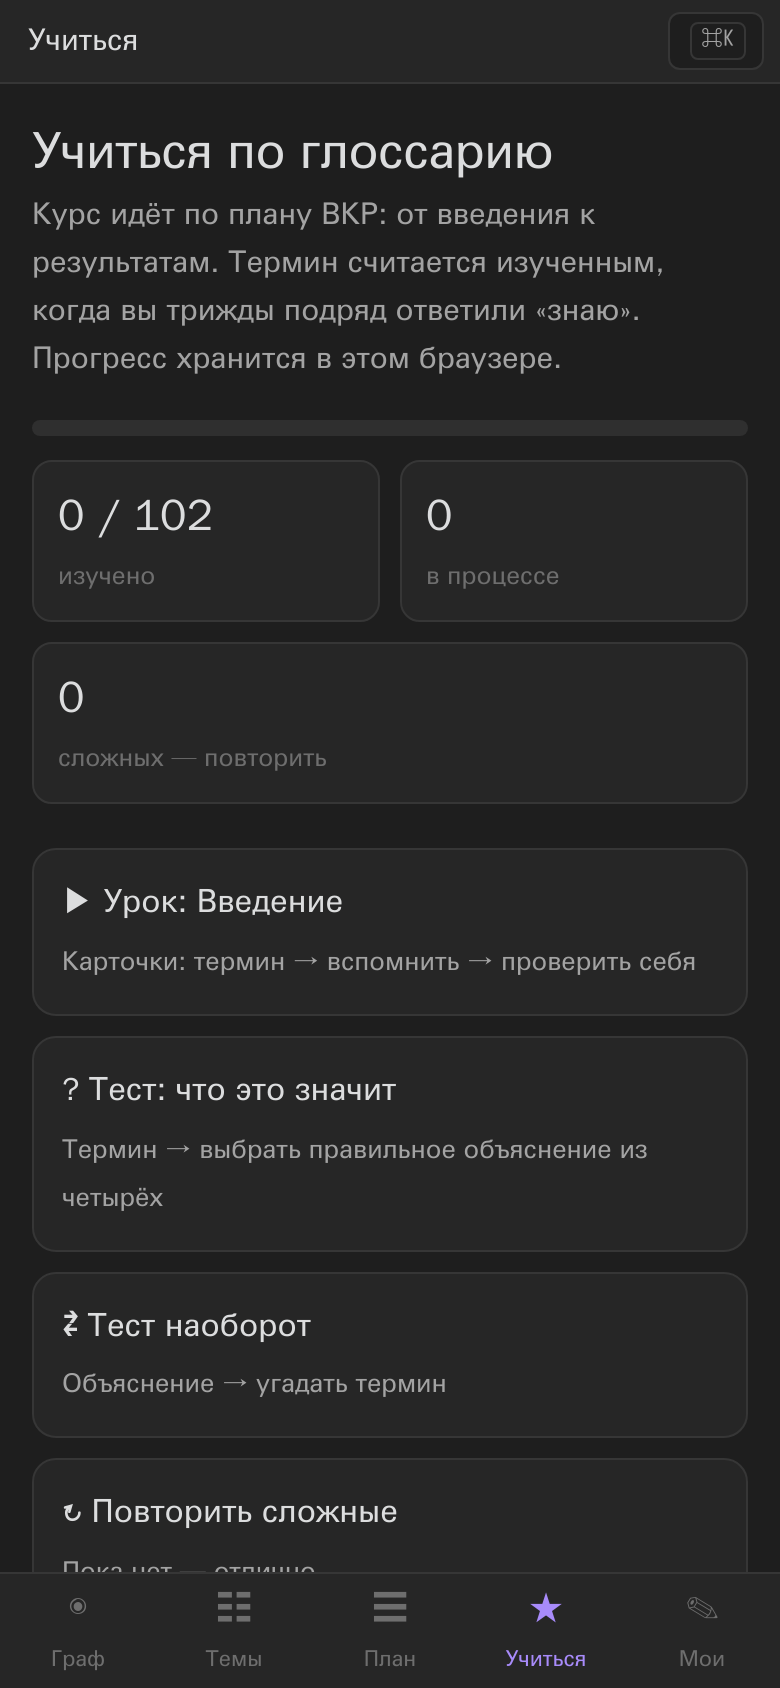 Учиться
⌘K
Учиться по глоссарию
Курс идёт по плану ВКР: от введения к
результатам. Термин считается изученным,
когда вы трижды подряд ответили «знаю».
Прогресс хранится в этом браузере.
0 / 102
изучено
0
в процессе
0
сложных — повторить
▶ Урок: Введение
Карточки: термин → вспомнить → проверить себя
? Тест: что это значит
Термин → выбрать правильное объяснение из
четырёх
⇄ Тест наоборот
Объяснение → угадать термин
↻ Повторить сложные
Пока нет — отлично
Граф
Темы
План
Учиться
Мои